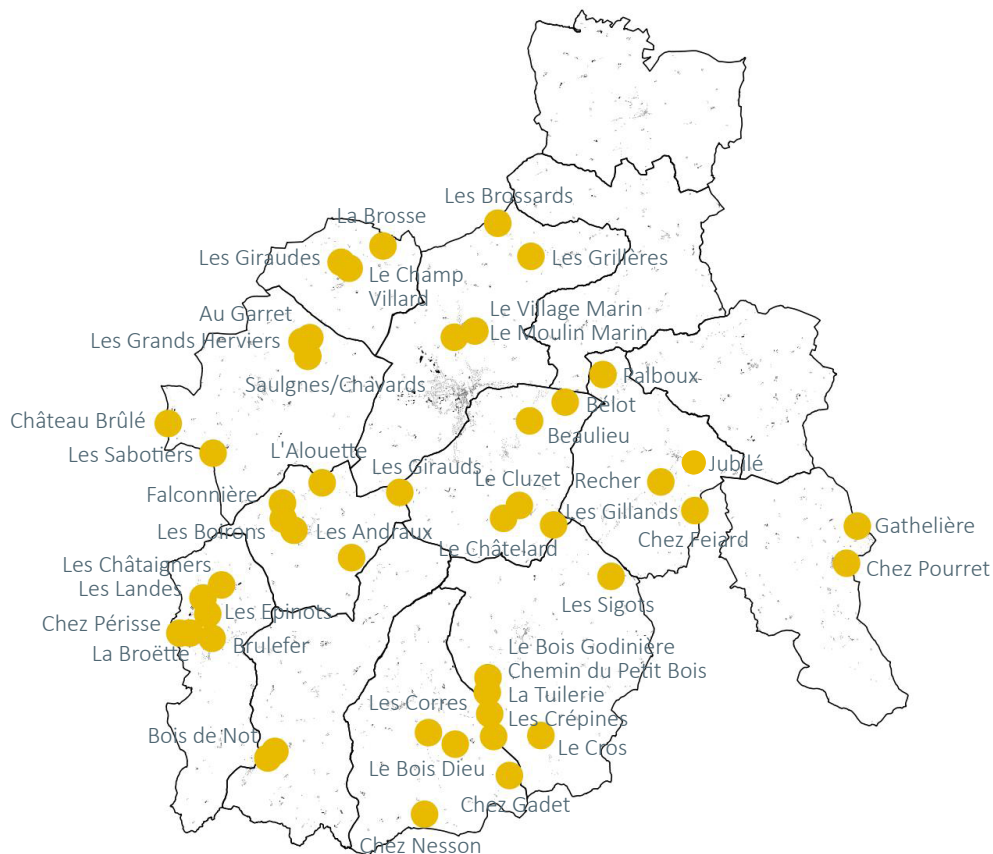 Les Brossards
La Brosse
Les Giraudes
Les Grillères
Le Champ
Villard
Au Garret
Le Village Marin
Le Moulin Marin
Les Grands Herviers
Saulgnes/Chavards
Ralboux
Bélot
Château Brûlé
Beaulieu
L'Alouette
Les Sabotiers
Les Girauds
Le Cluzet
Jubilé
Recher
Falconnière
Les Gillands
Les Boirons
Les Andraux
Le Châtelard
Chez Feiard
Gathelière
Les Châtaigners
Chez Pourret
Les Landes
Les Epinots
Les Sigots
Chez Périsse
La Broëtte
Brulefer
Le Bois Godinière
Chemin du Petit Bois
La Tuilerie
Les Corres
Les Crépines
Bois de Not
Le Cros
Le Bois Dieu
Chez Gadet
Chez Nesson